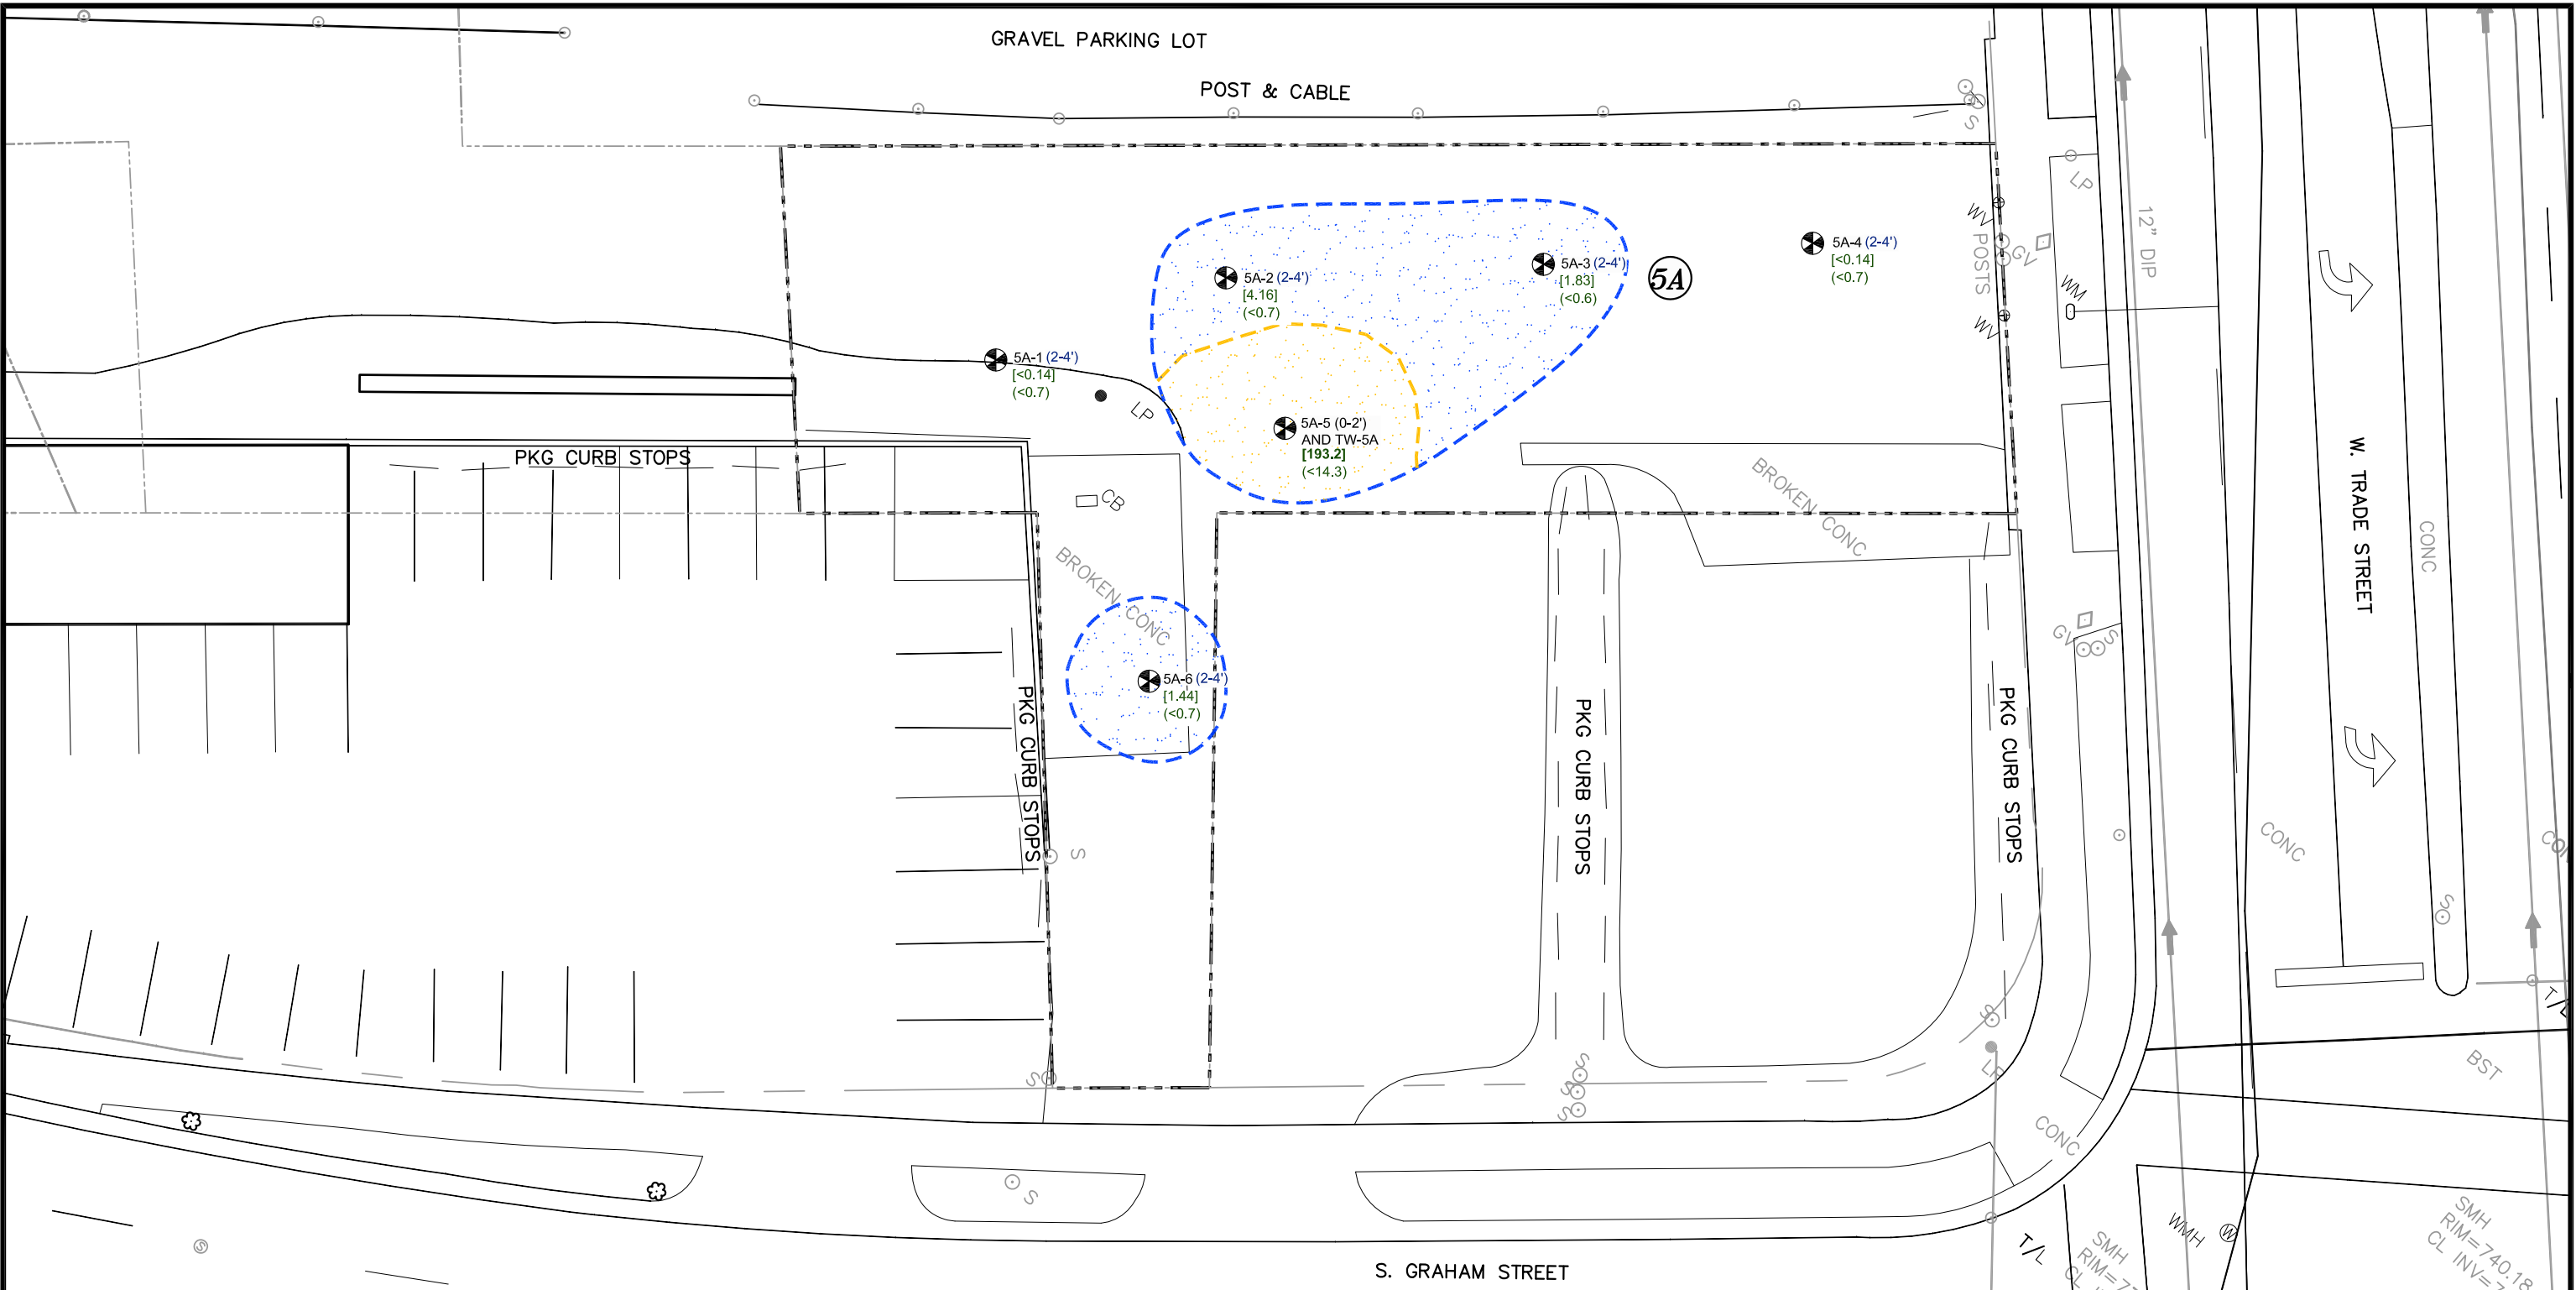 GRAVEL PARKING LOT
POST & CABLE
S
LP
WV
POSTS
GV
12" DIP
WM
WV
5A-2 (2-4')
[4.16]
(<0.7)
5A-3 (2-4')
[1.83]
(<0.6)
5A
5A-4 (2-4')
[<0.14]
(<0.7)
5A-1 (2-4')
[<0.14]
(<0.7)
LP
5A-5 (0-2')
AND TW-5A
[193.2]
(<14.3)
PKG CURB STOPS
CB
BROKEN CONC
BROKEN CONC
W. TRADE STREET
CONC
5A-6 (2-4')
[1.44]
(<0.7)
GV
S
PKG CURB STOPS
PKG CURB STOPS
PKG CURB STOPS
S
CONC
S
S
S
S
S
S
LP
T/L
BST
CONC
S
S
S. GRAHAM STREET
T/L
SMH
WMH
W
SMH
RIM=740.18
CL INV=